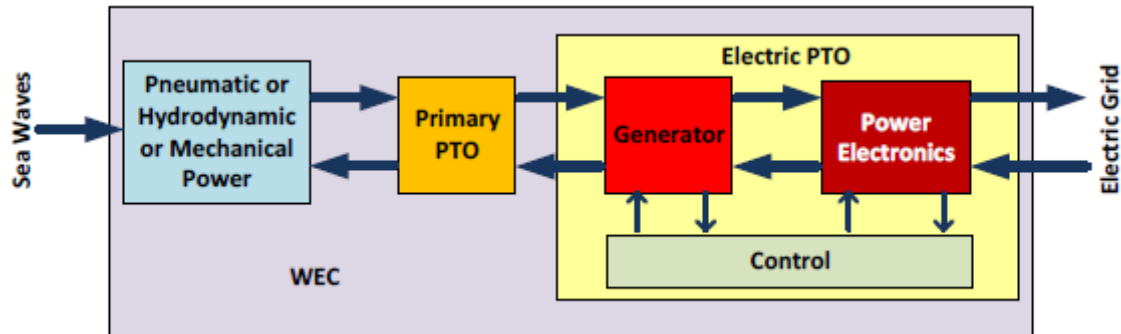 Sea Waves
Pneumatic or
Hydrodynamic
or Mechanical
Power
Primary
PTO
Electric PTO
Generator
Power
Electronics
Control
WEC
Electric Grid